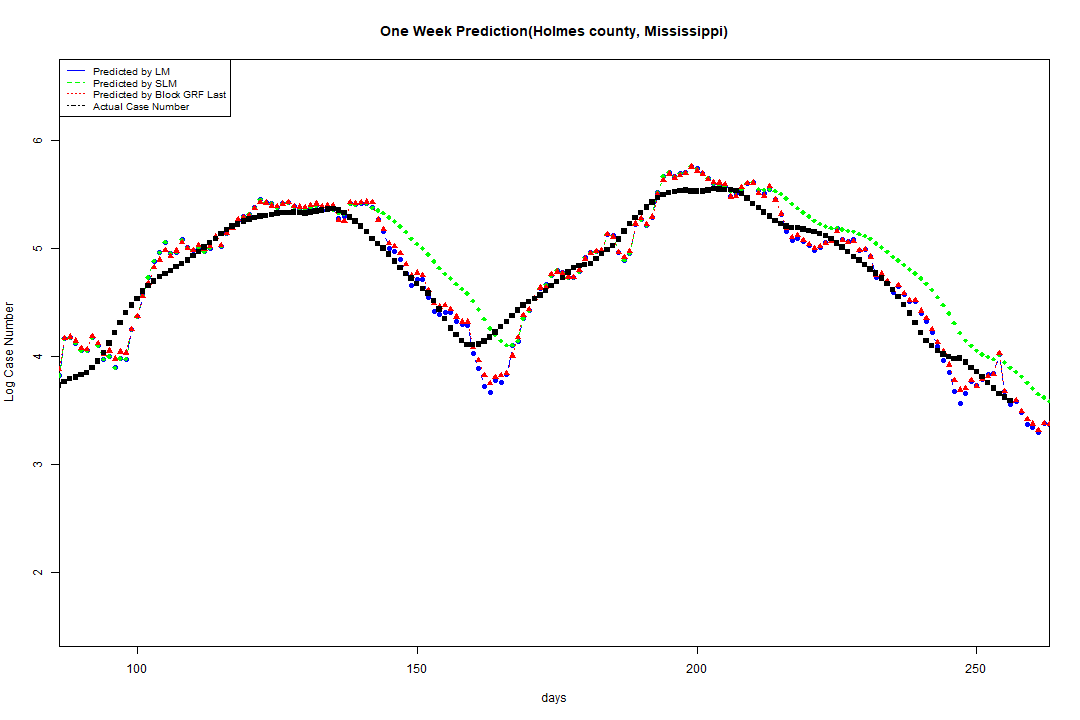 One Week Prediction(Holmes county, Mississippi)
Predicted by LM
Predicted by SLM
Predicted by Block GRF Last
Actual Case Number
Log Case Number
6
5
4
3
2
100
150
200
250
days